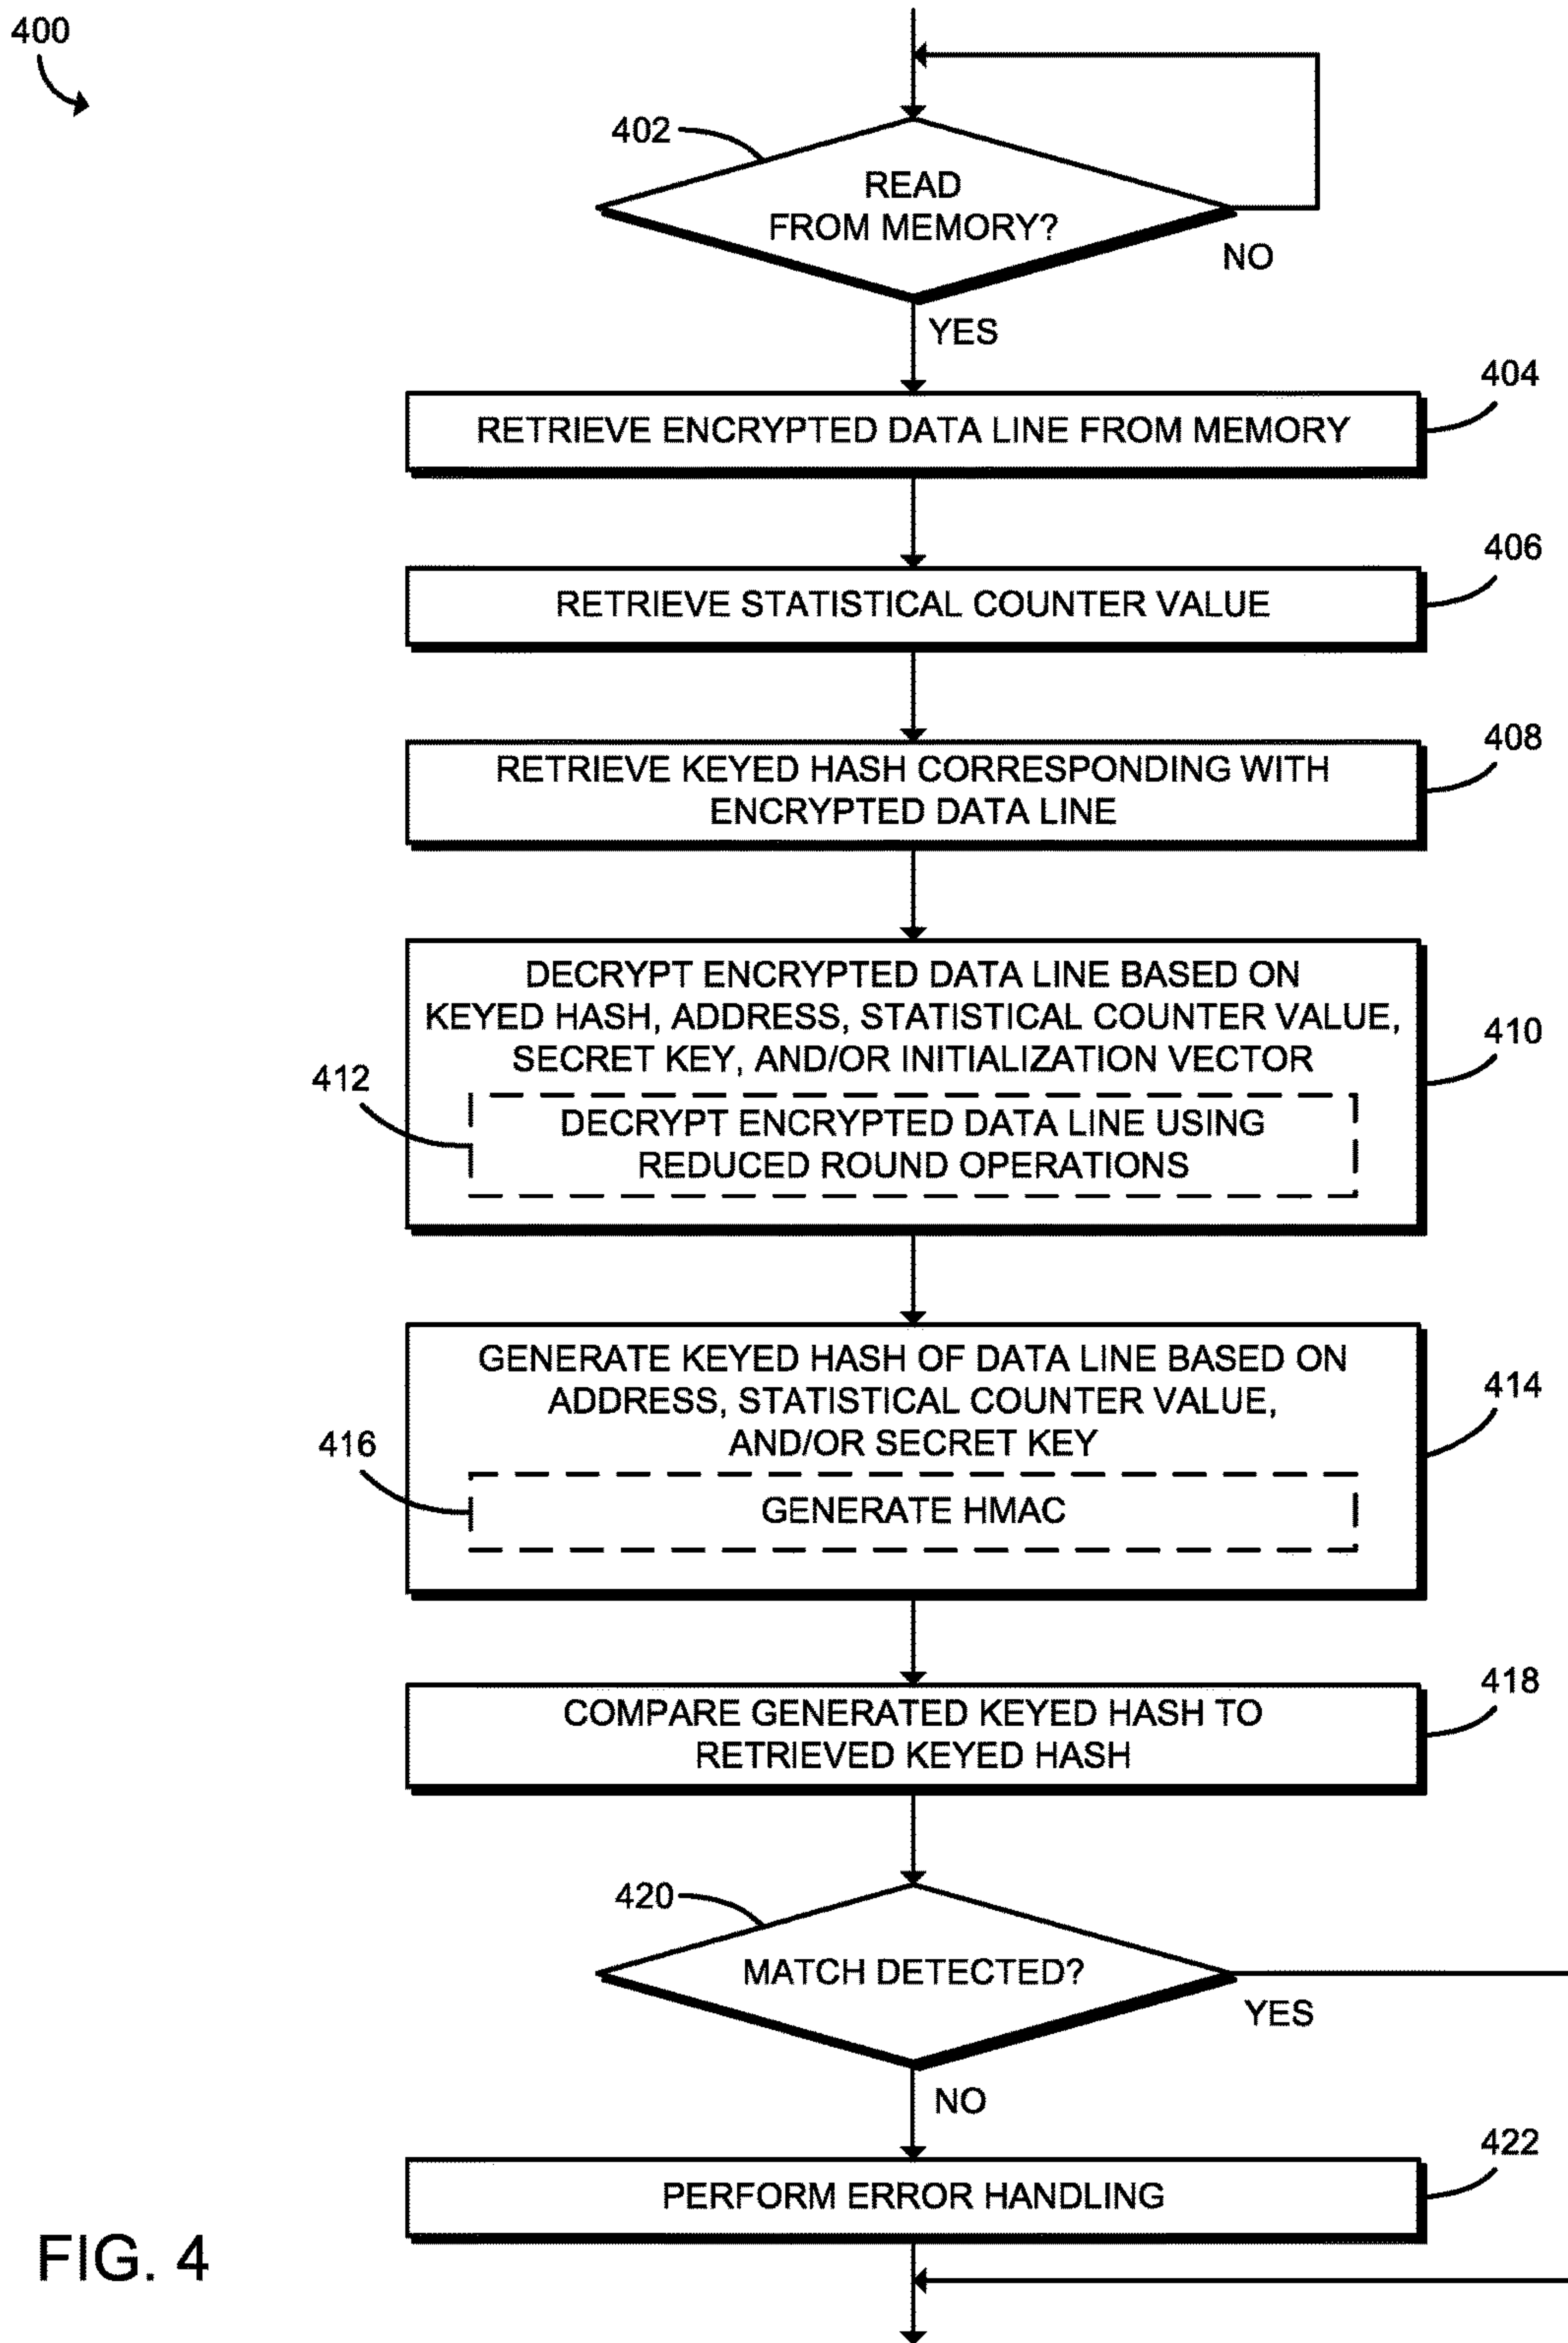 400
402
READ
FROM MEMORY?
NO
YES
404
RETRIEVE ENCRYPTED DATA LINE FROM MEMORY
406
RETRIEVE STATISTICAL COUNTER VALUE
408
RETRIEVE KEYED HASH CORRESPONDING WITH
ENCRYPTED DATA LINE
DECRYPT ENCRYPTED DATA LINE BASED ON
KEYED HASH, ADDRESS, STATISTICAL COUNTER VALUE,
SECRET KEY, AND/OR INITIALIZATION VECTOR
410
412
DECRYPT ENCRYPTED DATA LINE USING
REDUCED ROUND OPERATIONS
GENERATE KEYED HASH OF DATA LINE BASED ON
ADDRESS, STATISTICAL COUNTER VALUE,
AND/OR SECRET KEY
414
416
GENERATE HMAC
418
COMPARE GENERATED KEYED HASH TO
RETRIEVED KEYED HASH
420
MATCH DETECTED?
YES
NO
422
PERFORM ERROR HANDLING
FIG. 4